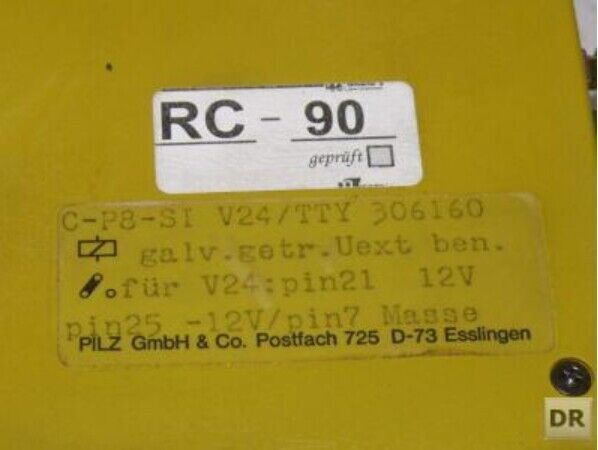 RC - 90
geprüft
C-P8-SI V24/TTY 306160
galv.getr.Uext ben.
.für V24:pin21 12V
pin25 -12V/pin7 Masse
PILZ GmbH & Co. Postfach 725 D-73 Esslingen
DR